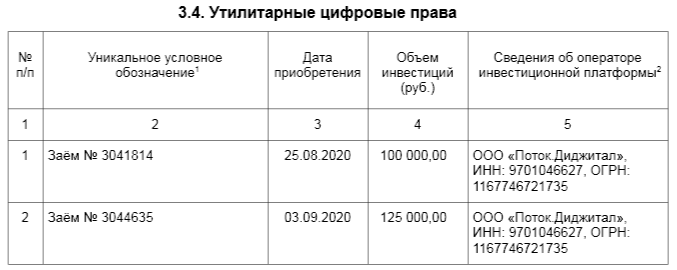 3.4. Утилитарные цифровые права
№
п/п
Уникальное условное
обозначение¹
Дата
приобретения
Объем
инвестиций
(руб.)
Сведения об операторе
инвестиционной платформы²
1
2
3
4
5
1
Заём № 3041814
25.08.2020
100 000,00
ООО «Поток.Диджитал»,
ИНН: 9701046627, ОГРН:
1167746721735
2
Заём № 3044635
03.09.2020
125 000,00
ООО «Поток.Диджитал»,
ИНН: 9701046627, ОГРН:
1167746721735